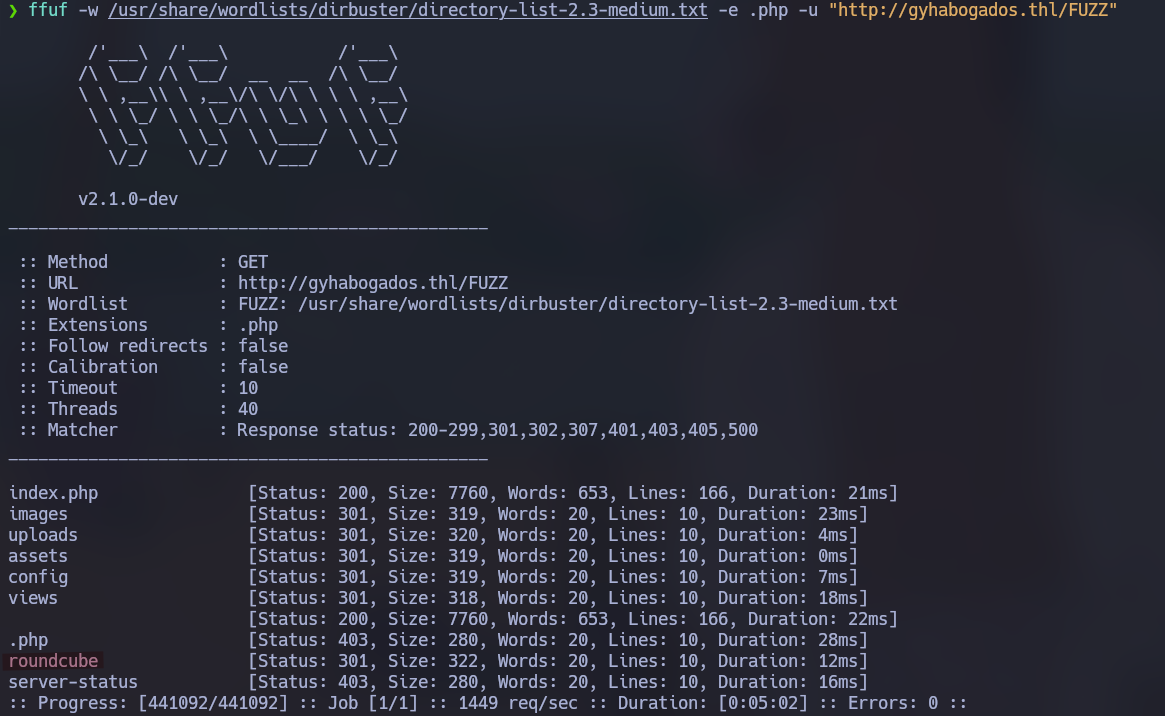 ❯ ffuf -w /usr/share/wordlists/dirbuster/directory-list-2.3-medium.txt -e .php -u "http://gyhabogados.thl/FUZZ"
        /'___\  /'___\           /'___\
       /\ \__/ /\ \__/  __  __  /\ \__/
       \ \ ,__\\ \ ,__\/\ \/\ \ \ \ ,__\
        \ \ \_/ \ \ \_/\ \ \_\ \ \ \ \_/
         \ \_\   \ \_\  \ \____/  \ \_\
          \/_/    \/_/   \/___/    \/_/
       v2.1.0-dev
________________________________________________
 :: Method           : GET
 :: URL              : http://gyhabogados.thl/FUZZ
 :: Wordlist         : FUZZ: /usr/share/wordlists/dirbuster/directory-list-2.3-medium.txt
 :: Extensions       : .php
 :: Follow redirects : false
 :: Calibration      : false
 :: Timeout          : 10
 :: Threads          : 40
 :: Matcher          : Response status: 200-299,301,302,307,401,403,405,500
________________________________________________
index.php               [Status: 200, Size: 7760, Words: 653, Lines: 166, Duration: 21ms]
images                  [Status: 301, Size: 319, Words: 20, Lines: 10, Duration: 23ms]
uploads                 [Status: 301, Size: 320, Words: 20, Lines: 10, Duration: 4ms]
assets                  [Status: 301, Size: 319, Words: 20, Lines: 10, Duration: 0ms]
config                  [Status: 301, Size: 319, Words: 20, Lines: 10, Duration: 7ms]
views                   [Status: 301, Size: 318, Words: 20, Lines: 10, Duration: 18ms]
                        [Status: 200, Size: 7760, Words: 653, Lines: 166, Duration: 22ms]
.php                    [Status: 403, Size: 280, Words: 20, Lines: 10, Duration: 28ms]
roundcube               [Status: 301, Size: 322, Words: 20, Lines: 10, Duration: 12ms]
server-status           [Status: 403, Size: 280, Words: 20, Lines: 10, Duration: 16ms]
:: Progress: [441092/441092] :: Job [1/1] :: 1449 req/sec :: Duration: [0:05:02] :: Errors: 0 ::